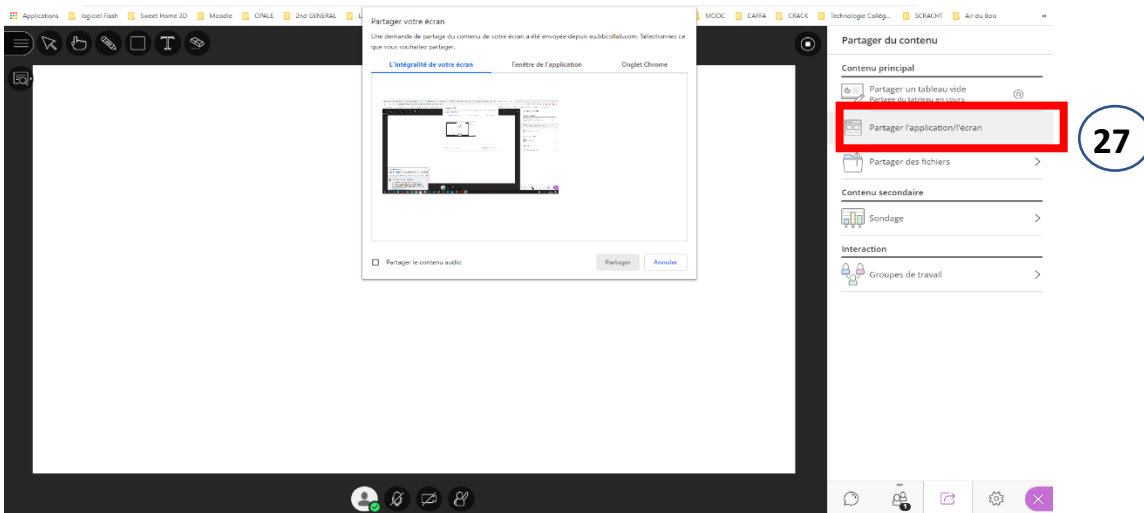 Applications logiciel Flash Sweet Home 3D Moodle OPALE 2nd GENERAL MOOC CAFFA CRACK Technologie Collèg... SCRACHT Air du Bois »
Partager votre écran
Une demande de partage du contenu de votre écran a été envoyée depuis eu.bbcollab.com. Sélectionnez ce
que vous souhaitez partager.
L'intégralité de votre écran Fenêtre de l'application Onglet Chrome
Partager le contenu audio
Partager Annuler
T
Partager du contenu
Contenu principal
Partager un tableau vide
Partage du tableau en cours
Partager l'application/l'écran
27
Partager des fichiers
Contenu secondaire
Sondage
Interaction
Groupes de travail
1